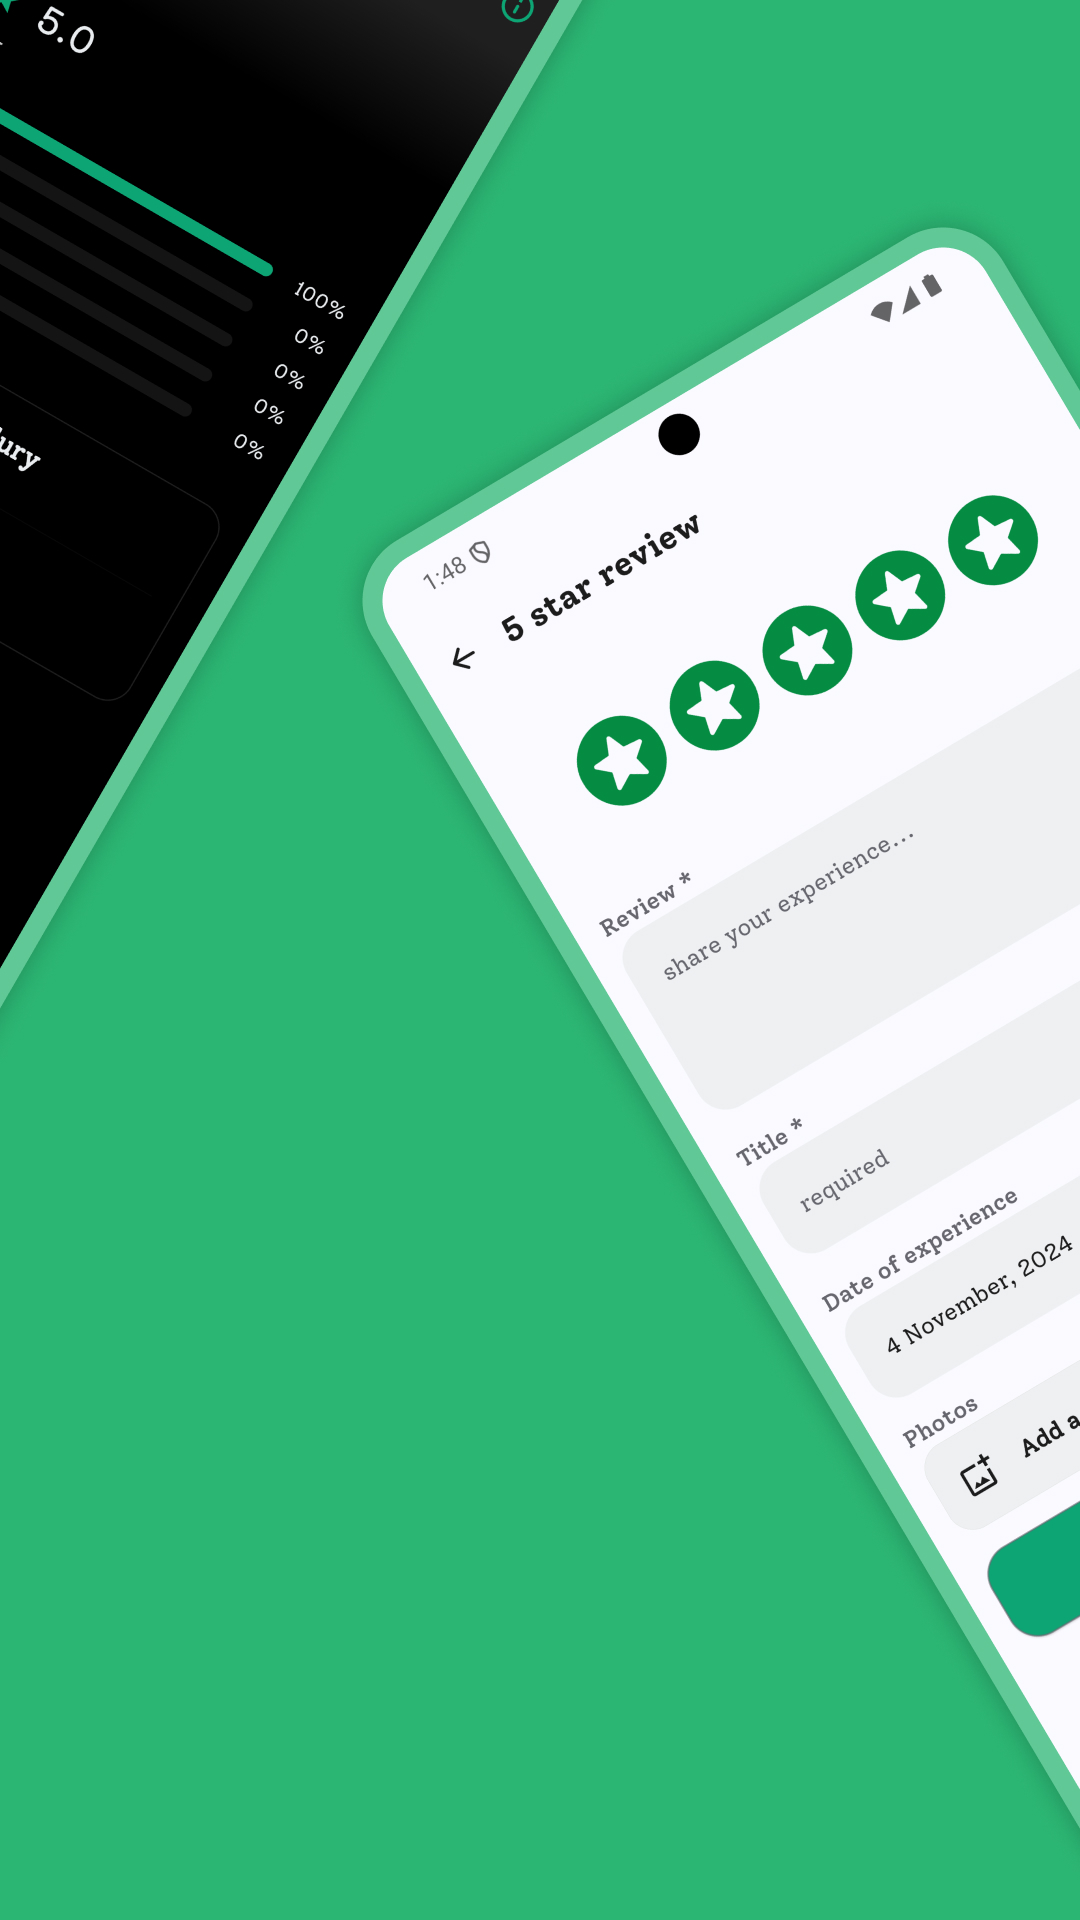 5.0
100%
0%
0%
0%
0%
1:48
5 star review
Review *
share your experience...
Title *
required
Date of experience
4 November, 2024
Photos
Add a